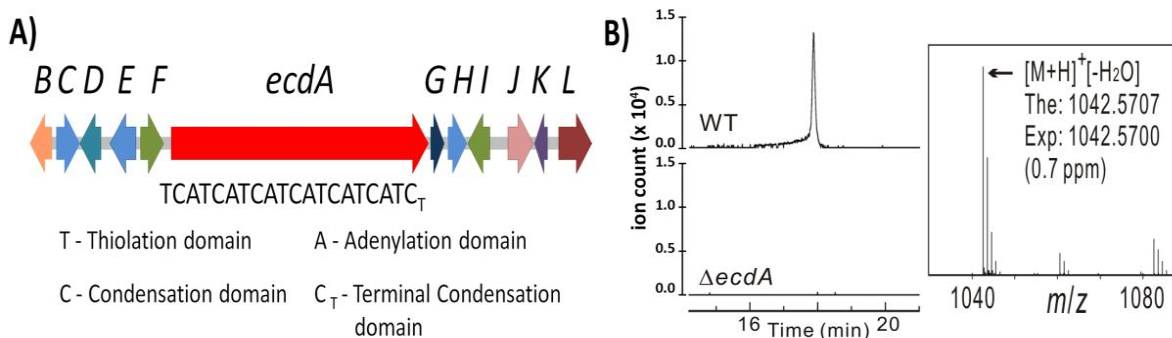 A)
B C D E F ecdA G H I J K L
TCATCATCATCATCATCATC_T
T - Thiolation domain A - Adenylation domain
C - Condensation domain C_T - Terminal Condensation
domain
B)
ion count (x 10⁴)
1.5
1.0
0.5
0.0
WT
1.5
1.0
0.5
0.0
ΔecdA
16 18 20
Time (min)
[M+H]⁺[-H₂O]
The: 1042.5707
Exp: 1042.5700
(0.7 ppm)
1040 m/z 1080